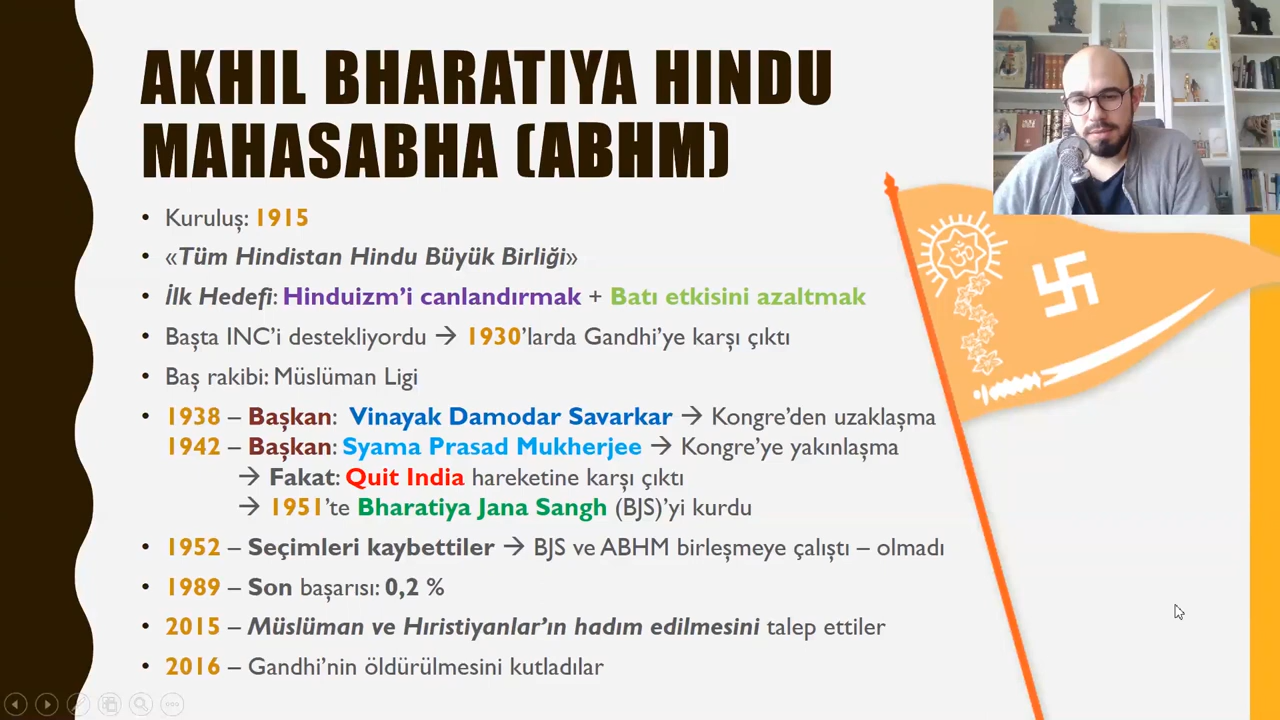 AKHIL BHARATIYA HINDU
MAHASABHA (ABHM)
• Kuruluş: 1915
• «Tüm Hindistan Hindu Büyük Birliği»
• İlk Hedefi: Hinduizm’i canlandırmak + Batı etkisini azaltmak
• Başta INC’i destekliyordu → 1930’larda Gandhi’ye karşı çıktı
• Baş rakibi: Müslüman Ligi
• 1938 – Başkan: Vinayak Damodar Savarkar → Kongre’den uzaklaşma
1942 – Başkan: Syama Prasad Mukherjee → Kongre’ye yakınlaşma
→ Fakat: Quit India hareketine karşı çıktı
→ 1951’te Bharatiya Jana Sangh (BJS)’yi kurdu
• 1952 – Seçimleri kaybettiler → BJS ve ABHM birleşmeye çalıştı – olmadı
• 1989 – Son başarısı: 0,2 %
• 2015 – Müslüman ve Hıristiyanlar’ın hadım edilmesini talep ettiler
• 2016 – Gandhi’nin öldürülmesini kutladılar
ॐ